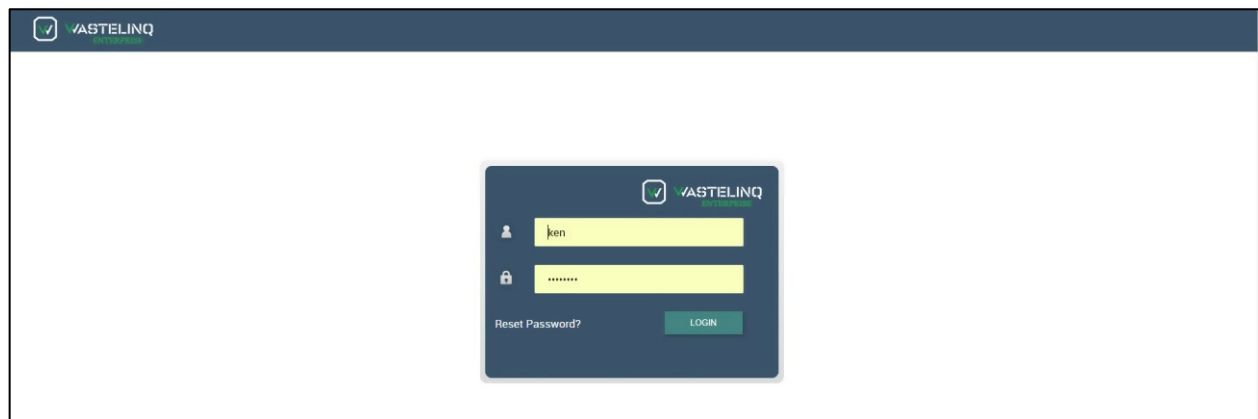 WASTELINQ
ENTERPRISE
WASTELINQ
ENTERPRISE
ken
••••••••
Reset Password?
LOGIN